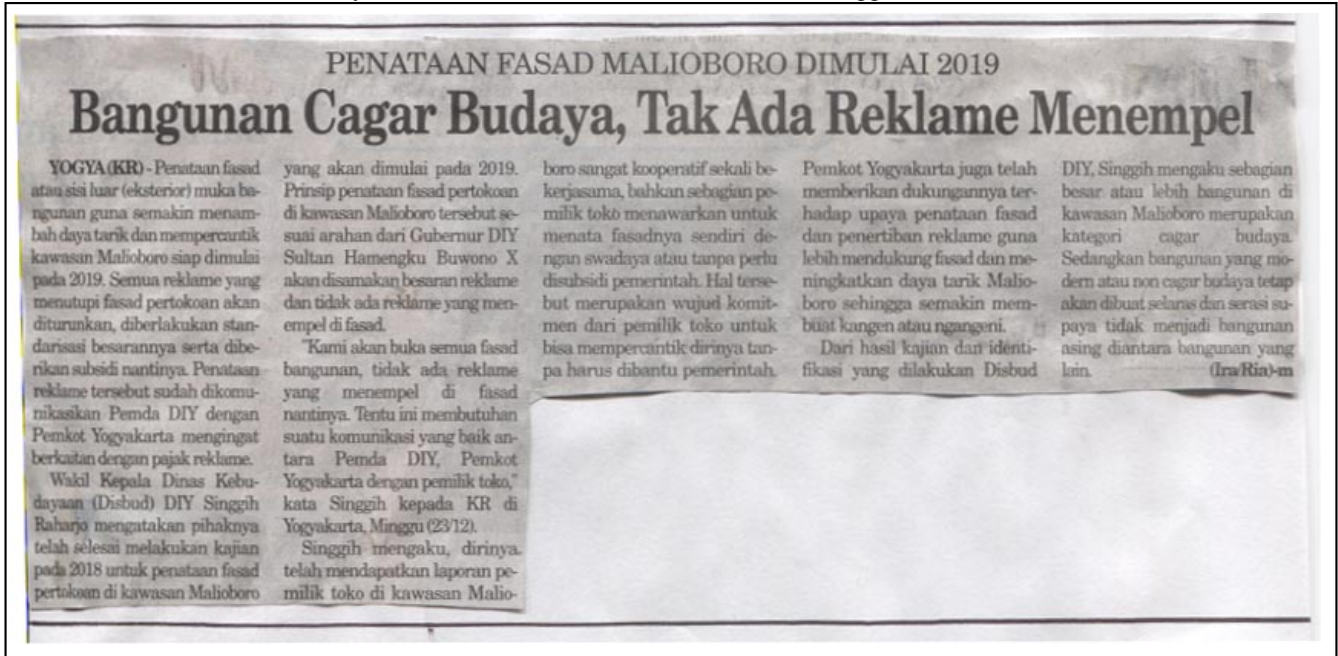 PENATAAN FASAD MALIOBORO DIMULAI 2019
Bangunan Cagar Budaya, Tak Ada Reklame Menempel
YOGYA (KR) - Penataan fasad
atau sisi luar (eksterior) muka ba-
ngunan guna semakin menam-
bah daya tarik dan mempercantik
kawasan Malioboro siap dimulai
pada 2019. Semua reklame yang
menutupi fasad pertokoan akan
diturunkan, diberlakukan stan-
darisasi besarannya serta dibe-
rikan subsidi nantinya. Penataan
reklame tersebut sudah dikomu-
nikasikan Pemda DIY dengan
Pemkot Yogyakarta mengingat
berkaitan dengan pajak reklame.
Wakil Kepala Dinas Kebu-
dayaan (Disbud) DIY Singgih
Raharjo mengatakan pihaknya
telah selesai melakukan kajian
pada 2018 untuk penataan fasad
pertokoan di kawasan Malioboro
yang akan dimulai pada 2019.
Prinsip penataan fasad pertokoan
di kawasan Malioboro tersebut se-
suai arahan dari Gubernur DIY
Sultan Hamengku Buwono X
akan disamakan besaran reklame
dan tidak ada reklame yang men-
empel di fasad.
"Kami akan buka semua fasad
bangunan, tidak ada reklame
yang menempel di fasad
nantinya. Tentu ini membutuhan
suatu komunikasi yang baik an-
tara Pemda DIY, Pemkot
Yogyakarta dengan pemilik toko,"
kata Singgih kepada KR di
Yogyakarta, Minggu (23/12).
Singgih mengaku, dirinya
telah mendapatkan laporan pe-
milik toko di kawasan Malio-
boro sangat kooperatif sekali be-
kerjasama, bahkan sebagian pe-
milik toko menawarkan untuk
menata fasadnya sendiri de-
ngan swadaya atau tanpa perlu
disubsidi pemerintah. Hal terse-
but merupakan wujud komit-
men dari pemilik toko untuk
bisa mempercantik dirinya tan-
pa harus dibantu pemerintah.
Pemkot Yogyakarta juga telah
memberikan dukungannya ter-
hadap upaya penataan fasad
dan penertiban reklame guna
lebih mendukung fasad dan me-
ningkatkan daya tarik Malio-
boro sehingga semakin mem-
buat kangen atau ngangeni.
Dari hasil kajian dan identi-
fikasi yang dilakukan Disbud
DIY, Singgih mengaku sebagian
besar atau lebih bangunan di
kawasan Malioboro merupakan
kategori cagar budaya.
Sedangkan bangunan yang mo-
dern atau non cagar budaya tetap
akan dibuat selaras dan serasi su-
paya tidak menjadi bangunan
asing diantara bangunan yang
lain. (Ira/Ria)-m